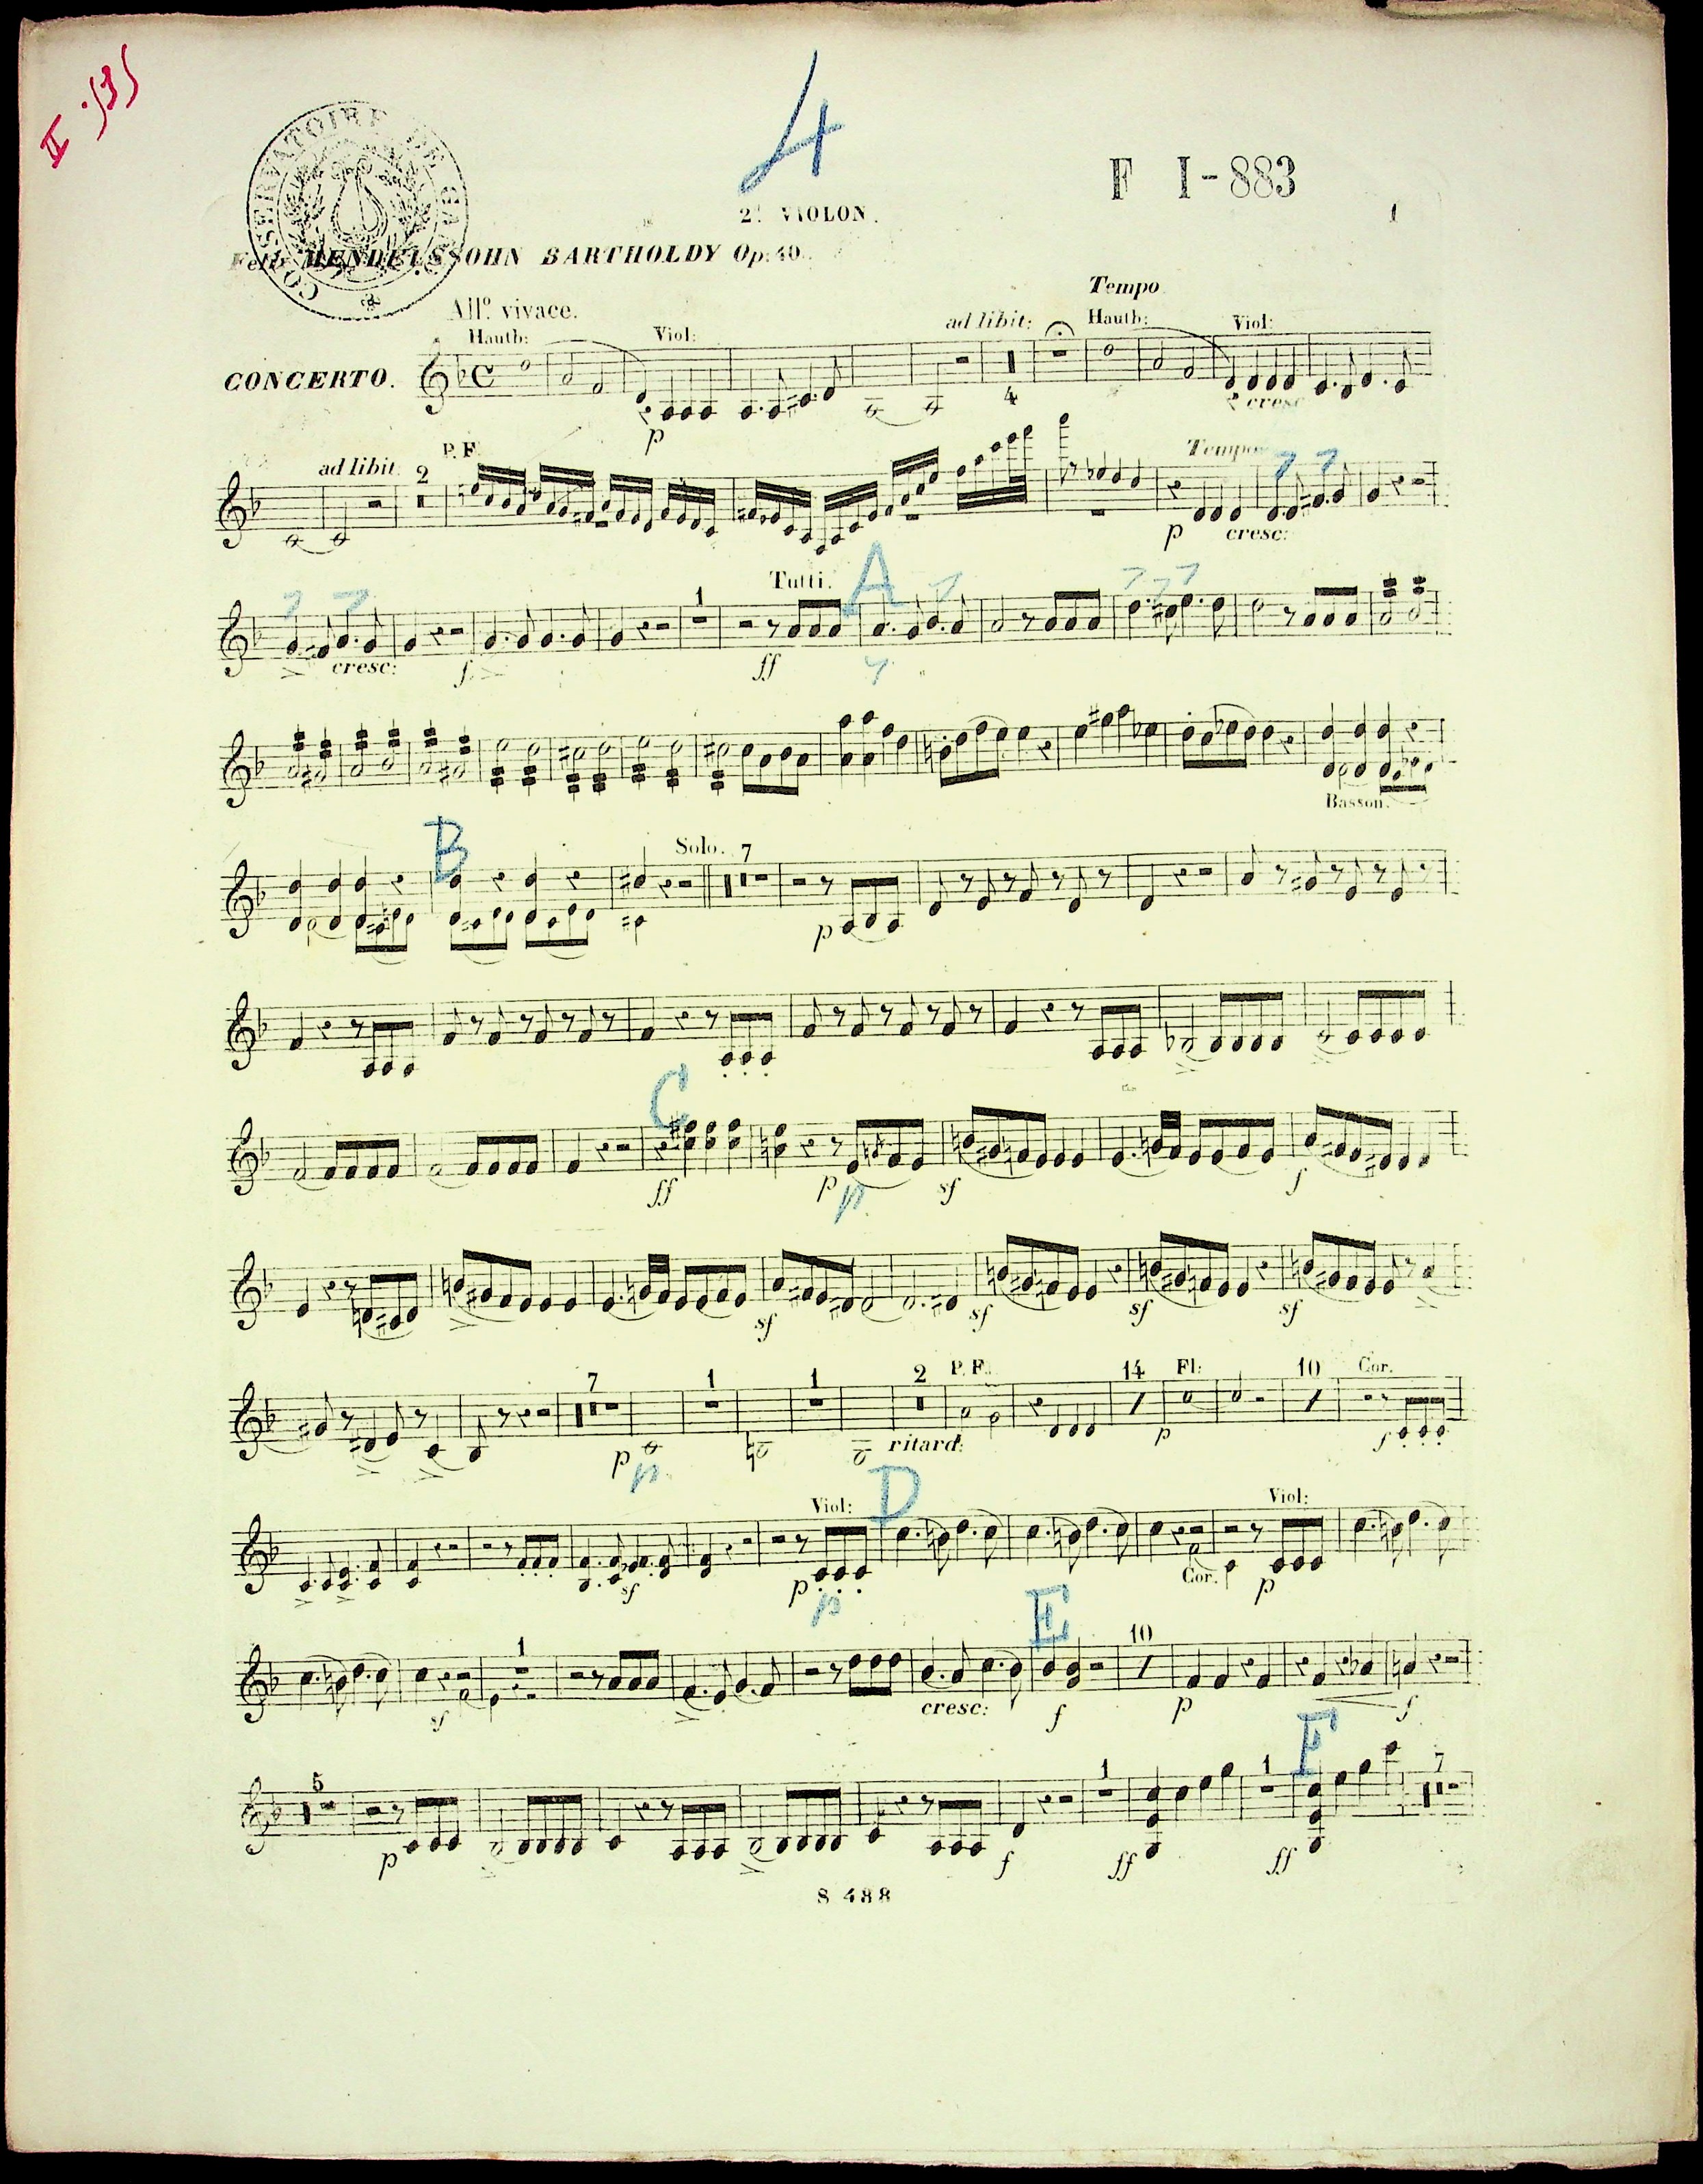 4
F I-883
CONSERVATOIRE DE
2d VIOLON.
1
Felix MENDELSSOHN BARTHOLDY Op: 40.
Tempo
All.º vivace.
Hautb: Viol: ad libit: Hautb: Viol:
CONCERTO.
4
p cresc
ad libit. 2 P. F. Tempo
p cresc:
Tutti. A
1
cresc: f ff
Basson.
B
Solo. 7
p
C
ff p p sf f
sf sf sf sf
7 1 1 2 P. F. 14 Fl: 10 Cor.
p p ritard: p f
Viol: D Viol:
sf p p Cor. p
E
1 10
sf cresc: f p f
F
5 1 1 7
p f ff ff
S 488